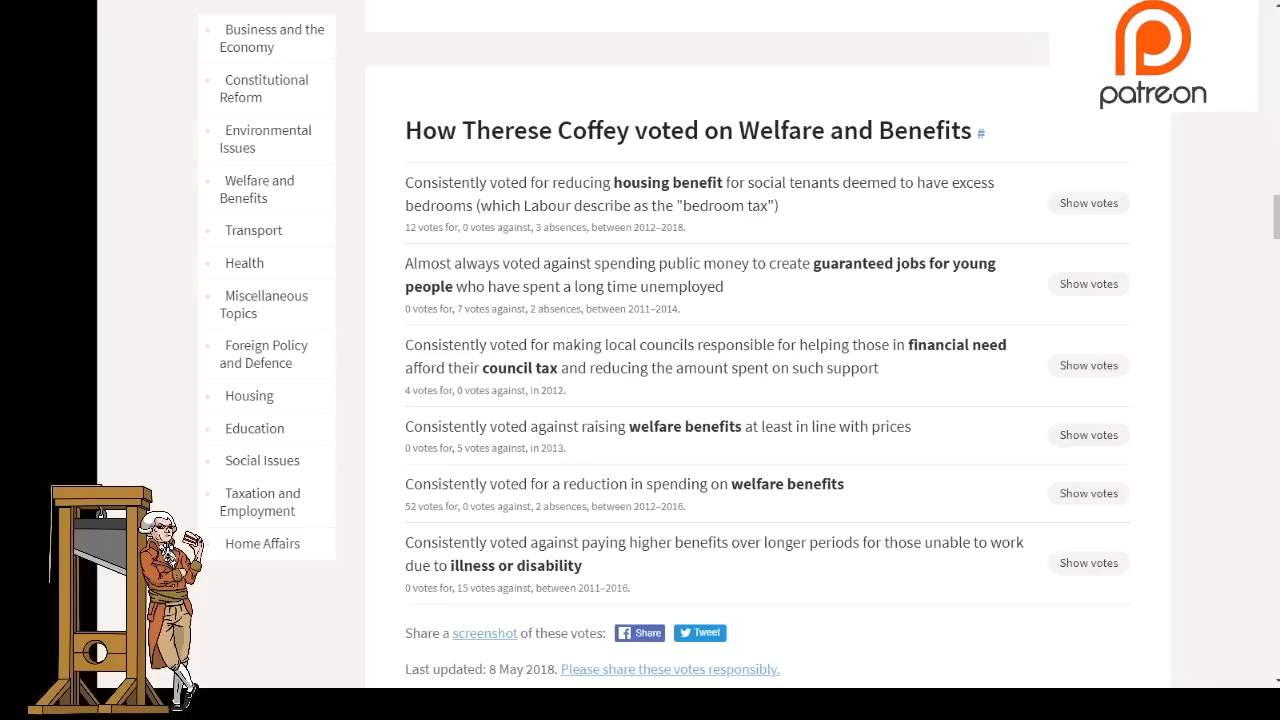 Business and the
Economy
Constitutional
Reform
Environmental
Issues
Welfare and
Benefits
Transport
Health
Miscellaneous
Topics
Foreign Policy
and Defence
Housing
Education
Social Issues
Taxation and
Employment
Home Affairs
patreon
How Therese Coffey voted on Welfare and Benefits #
Consistently voted for reducing housing benefit for social tenants deemed to have excess
bedrooms (which Labour describe as the "bedroom tax")
12 votes for, 0 votes against, 3 absences, between 2012–2018.
Show votes
Almost always voted against spending public money to create guaranteed jobs for young
people who have spent a long time unemployed
0 votes for, 7 votes against, 2 absences, between 2011–2014.
Show votes
Consistently voted for making local councils responsible for helping those in financial need
afford their council tax and reducing the amount spent on such support
4 votes for, 0 votes against, in 2012.
Show votes
Consistently voted against raising welfare benefits at least in line with prices
0 votes for, 5 votes against, in 2013.
Show votes
Consistently voted for a reduction in spending on welfare benefits
52 votes for, 0 votes against, 2 absences, between 2012–2016.
Show votes
Consistently voted against paying higher benefits over longer periods for those unable to work
due to illness or disability
0 votes for, 15 votes against, between 2011–2016.
Show votes
Share a screenshot of these votes: Share Tweet
Last updated: 8 May 2018. Please share these votes responsibly.